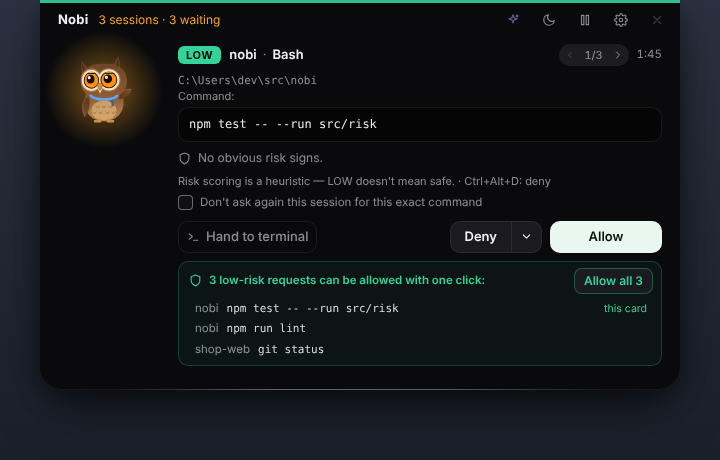 Nobi 3 sessions · 3 waiting
LOW nobi · Bash 1/3 1:45
C:\Users\dev\src\nobi
Command:
npm test -- --run src/risk
No obvious risk signs.
Risk scoring is a heuristic — LOW doesn't mean safe. · Ctrl+Alt+D: deny
Don't ask again this session for this exact command
Hand to terminal Deny Allow
3 low-risk requests can be allowed with one click: Allow all 3
nobi npm test -- --run src/risk this card
nobi npm run lint
shop-web git status